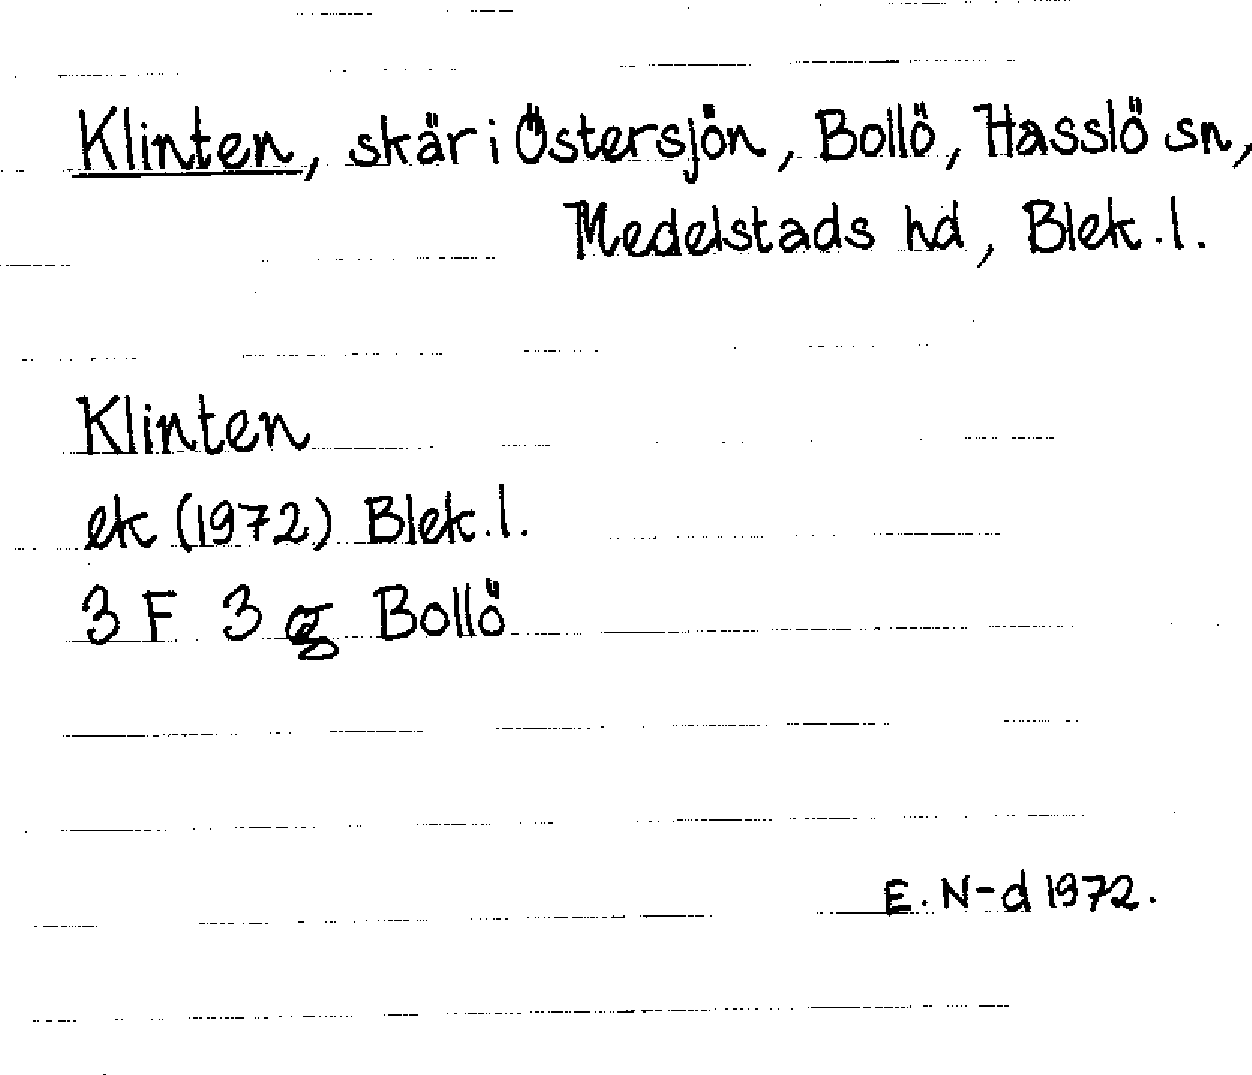 Klinten, skär i Östersjön, Bollö, Hasslö sn,
Medelstads hd, Blek. l.
Klinten
ek (1972) Blek. l.
3 F 3 g Bollö
E. N-d 1972.